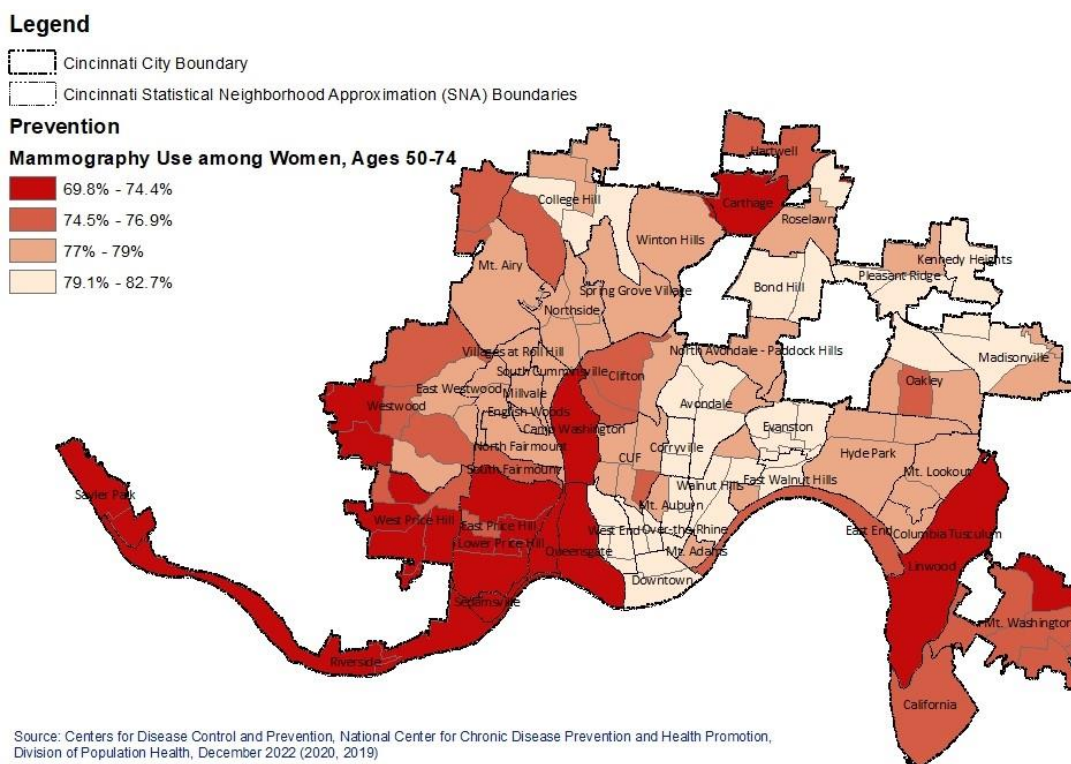 Legend
Cincinnati City Boundary
Cincinnati Statistical Neighborhood Approximation (SNA) Boundaries
Prevention
Mammography Use among Women, Ages 50-74
69.8% - 74.4%
74.5% - 76.9%
77% - 79%
79.1% - 82.7%
Hartwell
College Hill
Carthage
Roselawn
Winton Hills
Kennedy Heights
Mt. Airy
Pleasant Ridge
Spring Grove Village
Bond Hill
Northside
Villages at Roll Hill
North Avondale - Paddock Hills
Madisonville
South Cumminsville
Clifton
Oakley
East Westwood
Millvale
Westwood
Avondale
English Woods
Camp Washington
Evanston
North Fairmount
Corryville
Hyde Park
CUF
South Fairmount
Mt. Lookout
Walnut Hills
East Walnut Hills
Sayler Park
Mt. Auburn
West Price Hill
East Price Hill
West End
Over-the-Rhine
East End
Columbia Tusculum
Lower Price Hill
Queensgate
Mt. Adams
Linwood
Downtown
Sedamsville
Mt. Washington
Riverside
California
Source: Centers for Disease Control and Prevention, National Center for Chronic Disease Prevention and Health Promotion,
Division of Population Health, December 2022 (2020, 2019)